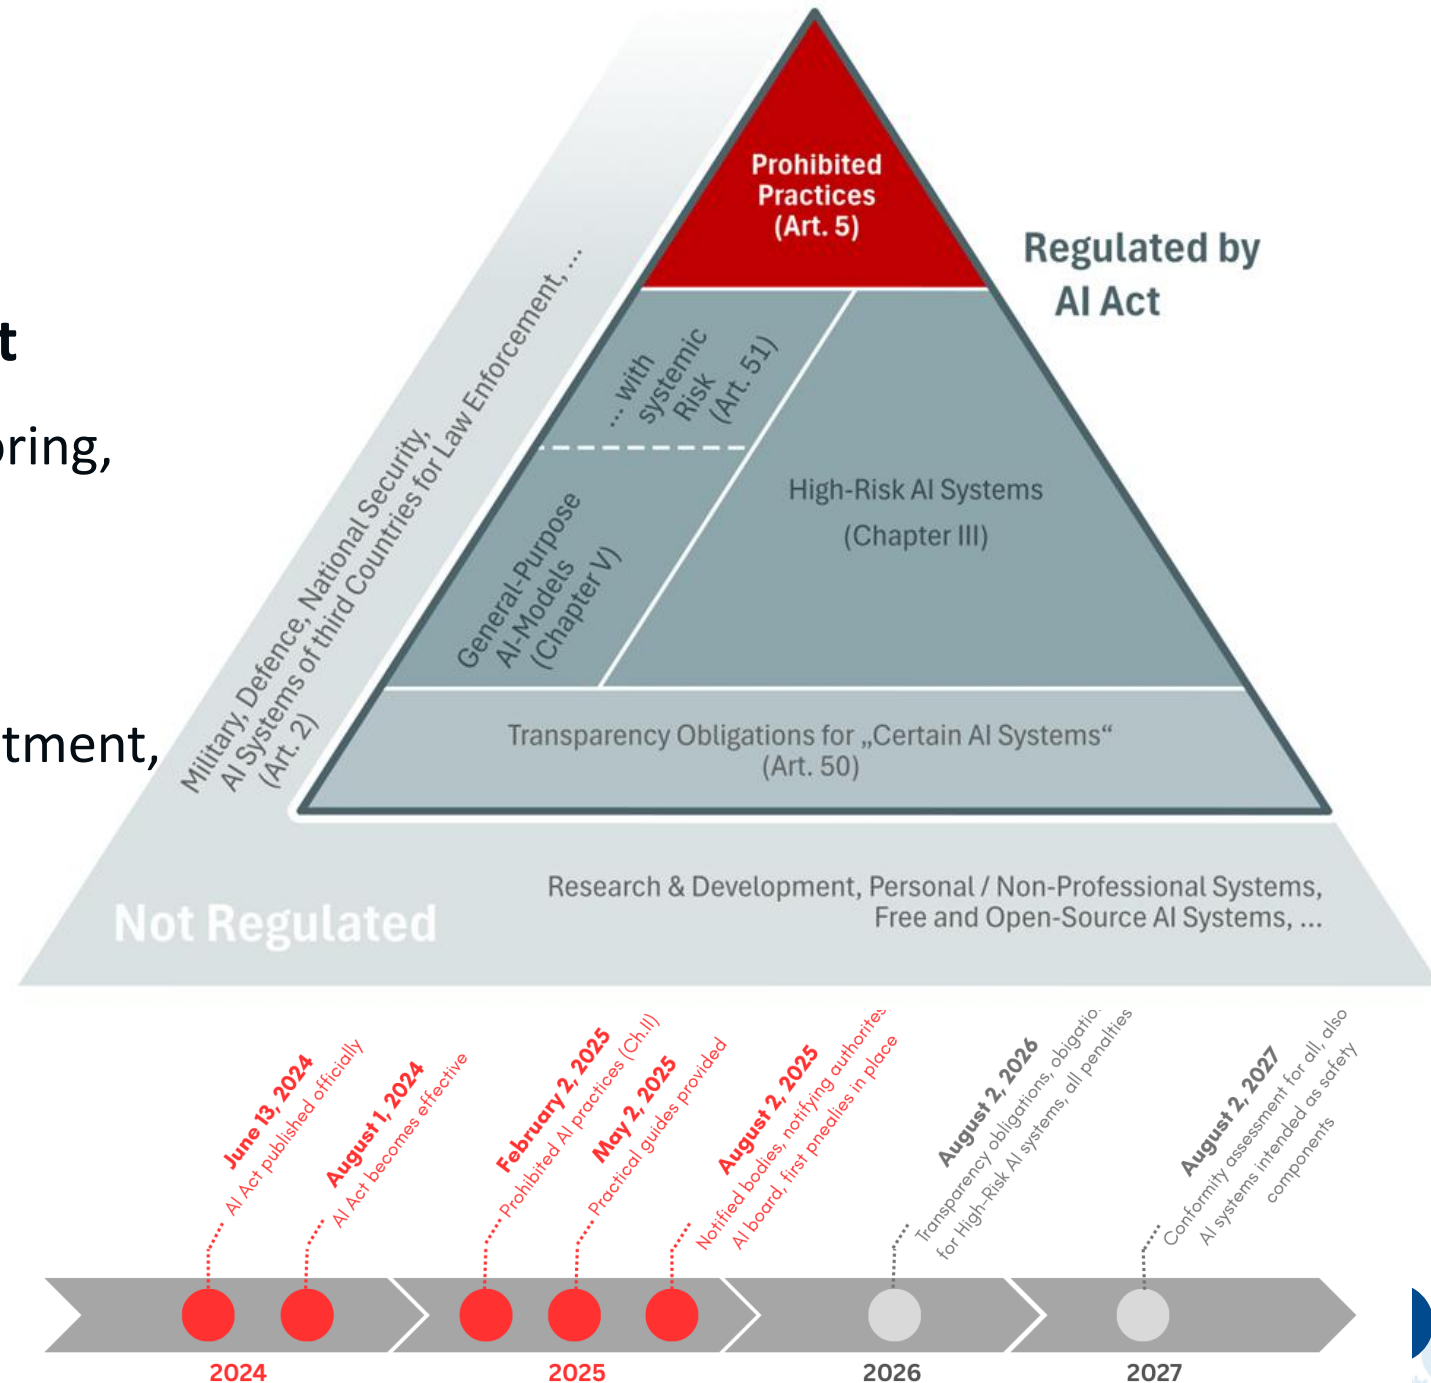 t
oring,
tment,
Prohibited
Practices
(Art. 5)
Regulated by
AI Act
... with
systemic
Risk
(Art. 51)
General-Purpose
AI-Models
(Chapter V)
High-Risk AI Systems
(Chapter III)
Transparency Obligations for „Certain AI Systems“
(Art. 50)
Military, Defence, National Security,
AI Systems of third Countries for Law Enforcement, ...
(Art. 2)
Not Regulated
Research & Development, Personal / Non-Professional Systems,
Free and Open-Source AI Systems, ...
June 13, 2024
AI Act published officially
August 1, 2024
AI Act becomes effective
February 2, 2025
Prohibited AI practices (Ch.II)
May 2, 2025
Practical guides provided
August 2, 2025
Notified bodies, notifying authorites,
AI board, first pnealies in place
August 2, 2026
Transparency obligations, obligatio
for High-Risk AI systems, all penalties
August 2, 2027
Conformity assessment for all, also
AI systems intended as safety
components
2024
2025
2026
2027